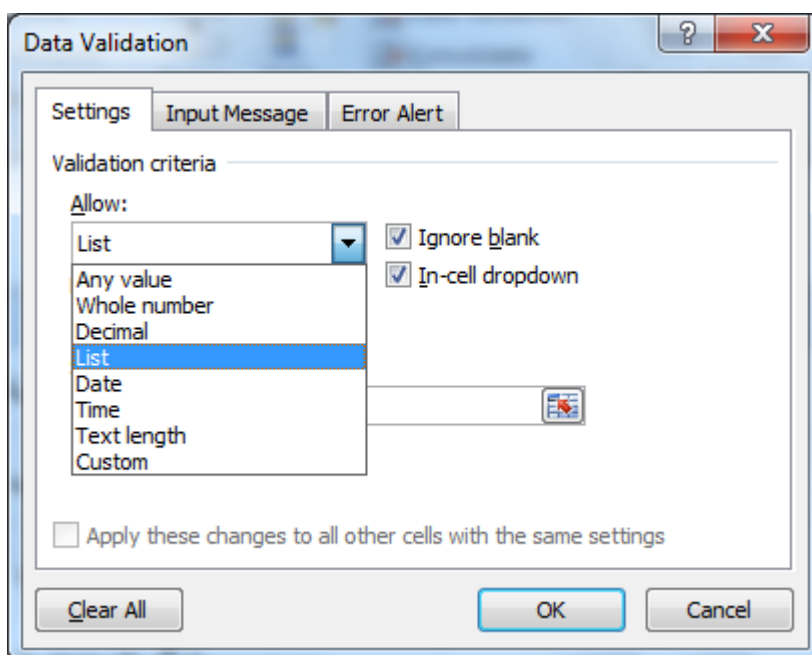 Data Validation
Settings
Input Message
Error Alert
Validation criteria
Allow:
List
Ignore blank
In-cell dropdown
Any value
Whole number
Decimal
List
Date
Time
Text length
Custom
Apply these changes to all other cells with the same settings
Clear All
OK
Cancel